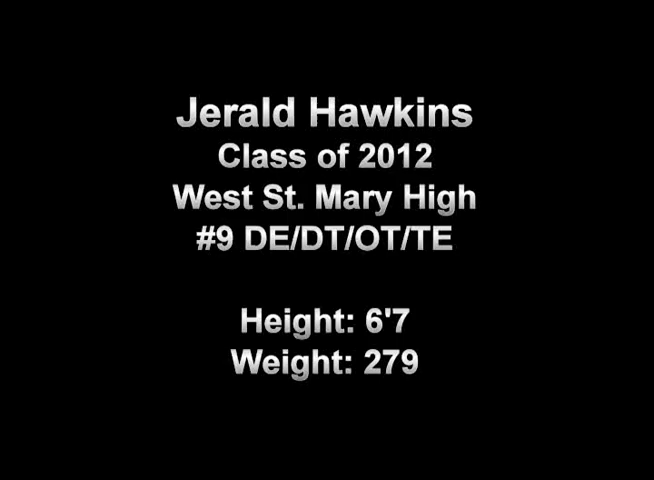 Jerald Hawkins
Class of 2012
West St. Mary High
#9 DE/DT/OT/TE
Height: 6'7
Weight: 279